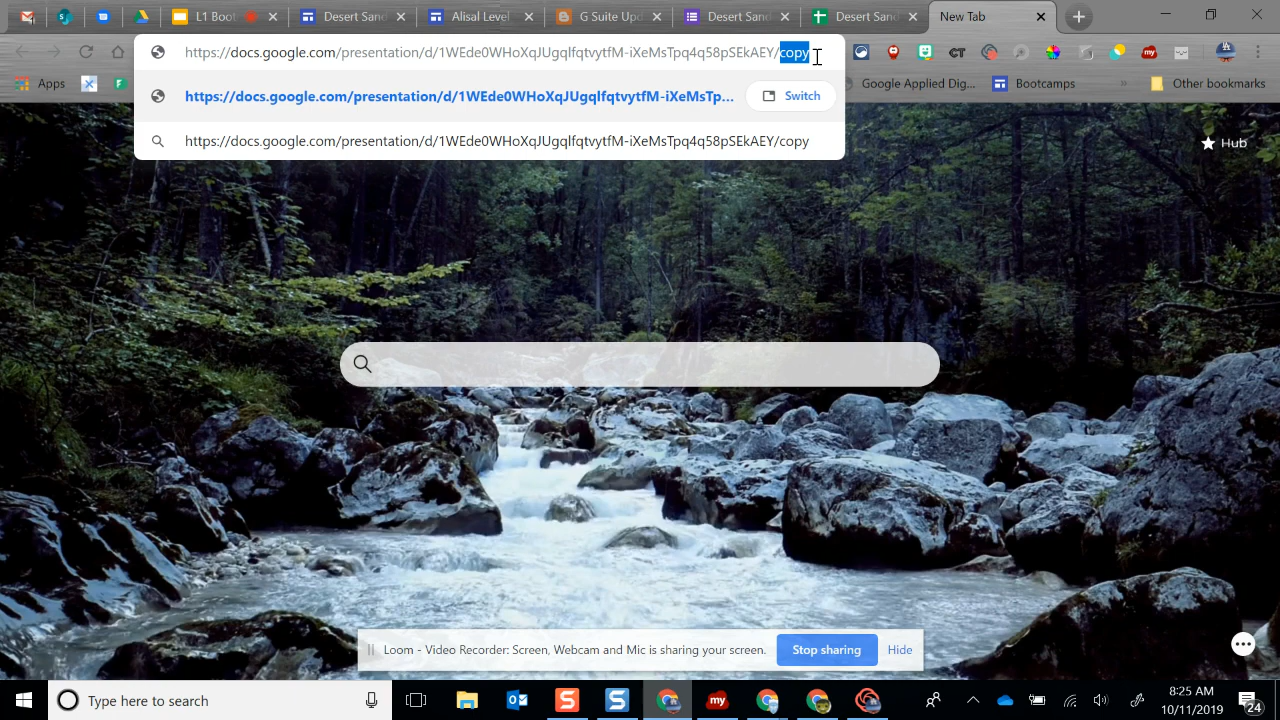 L1 Boot
Desert Sand
Alisal Level
G Suite Upd
Desert Sand
Desert Sand
New Tab
https://docs.google.com/presentation/d/1WEde0WHoXqJUgqlfqtvytfM-iXeMsTpq4q58pSEkAEY/copy
CT
my
Apps
Google Applied Dig...
Bootcamps
»
Other bookmarks
https://docs.google.com/presentation/d/1WEde0WHoXqJUgqlfqtvytfM-iXeMsTp...
Switch
https://docs.google.com/presentation/d/1WEde0WHoXqJUgqlfqtvytfM-iXeMsTpq4q58pSEkAEY/copy
Hub
Loom - Video Recorder: Screen, Webcam and Mic is sharing your screen.
Stop sharing
Hide
Type here to search
S
S
my
8:25 AM
10/11/2019
24